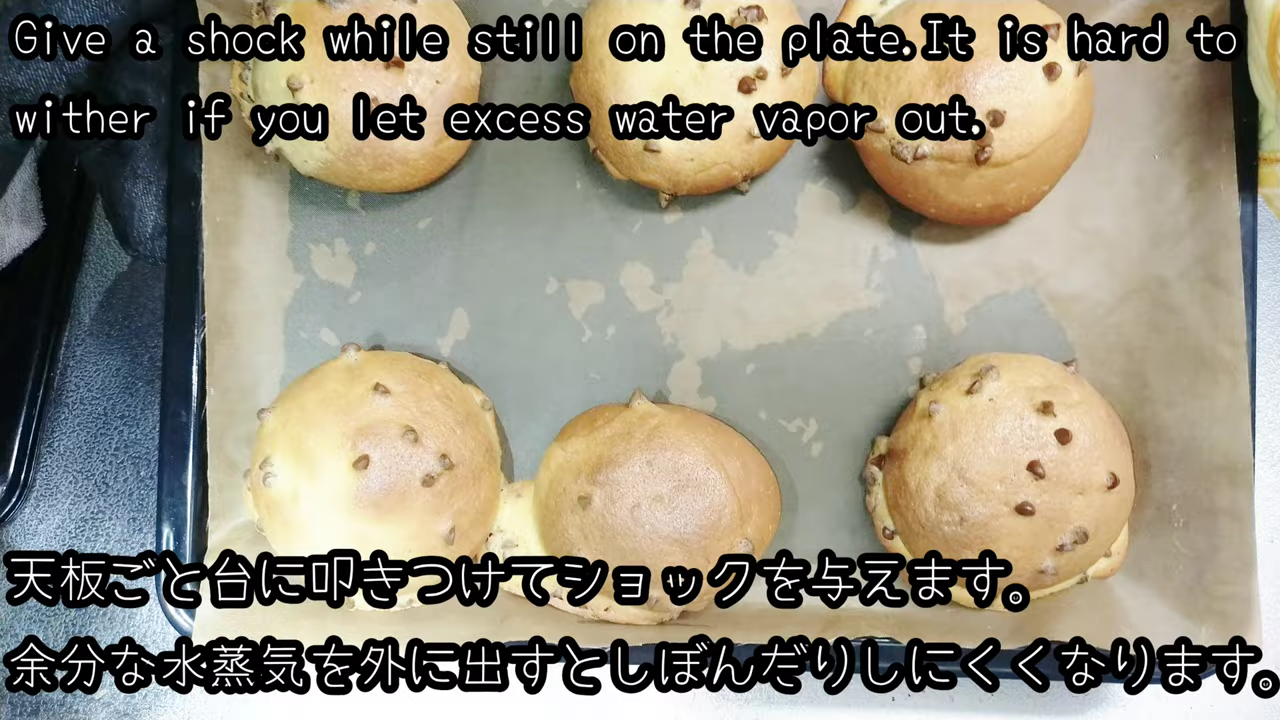 Give a shock while still on the plate.It is hard to
wither if you let excess water vapor out.
天板ごと台に叩きつけてショックを与えます。
余分な水蒸気を外に出すとしぼんだりしにくくなります。